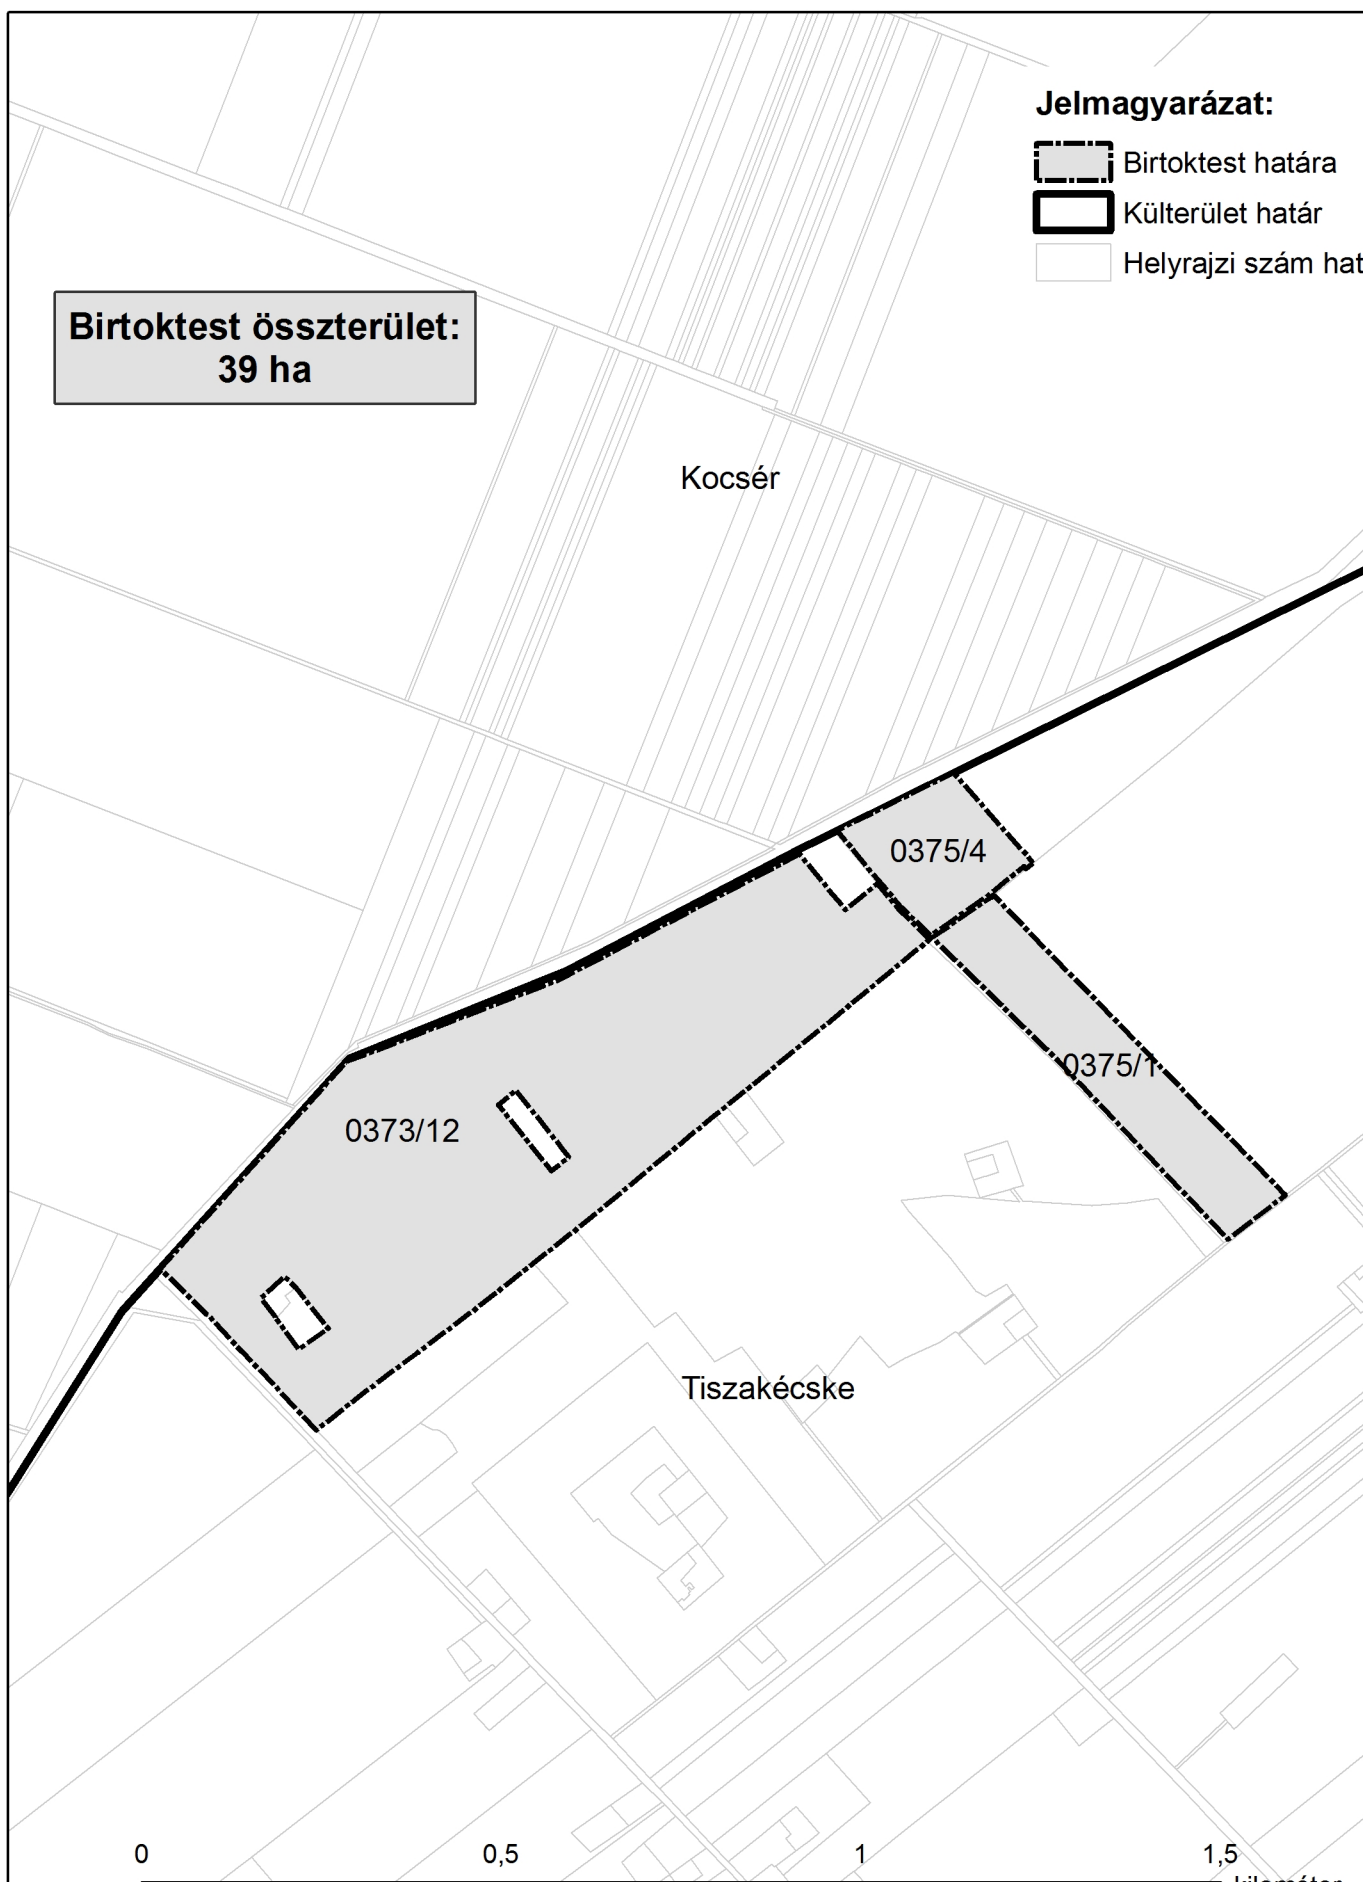 Jelmagyarázat:
Birtoktest határa
Külterület határ
Helyrajzi szám hat
Birtoktest összterület:
39 ha
Kocsér
0375/4
0375/1
0373/12
Tiszakécske
0 0,5 1 1,5
kilométer